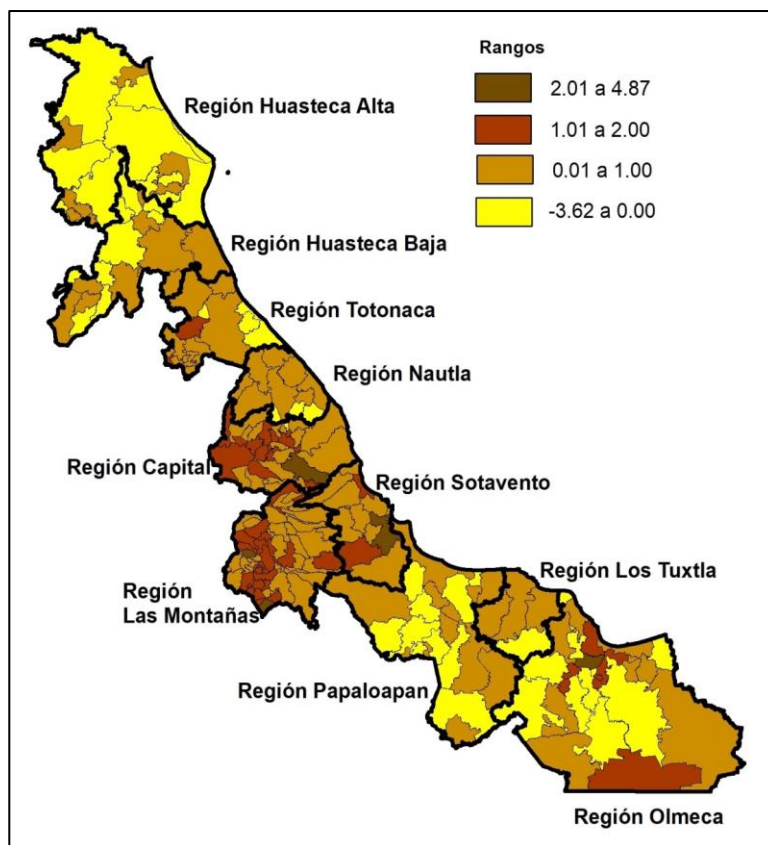 Rangos
2.01 a 4.87
1.01 a 2.00
0.01 a 1.00
-3.62 a 0.00
Región Huasteca Alta
Región Huasteca Baja
Región Totonaca
Región Nautla
Región Capital
Región Sotavento
Región Los Tuxtla
Región
Las Montañas
Región Papaloapan
Región Olmeca